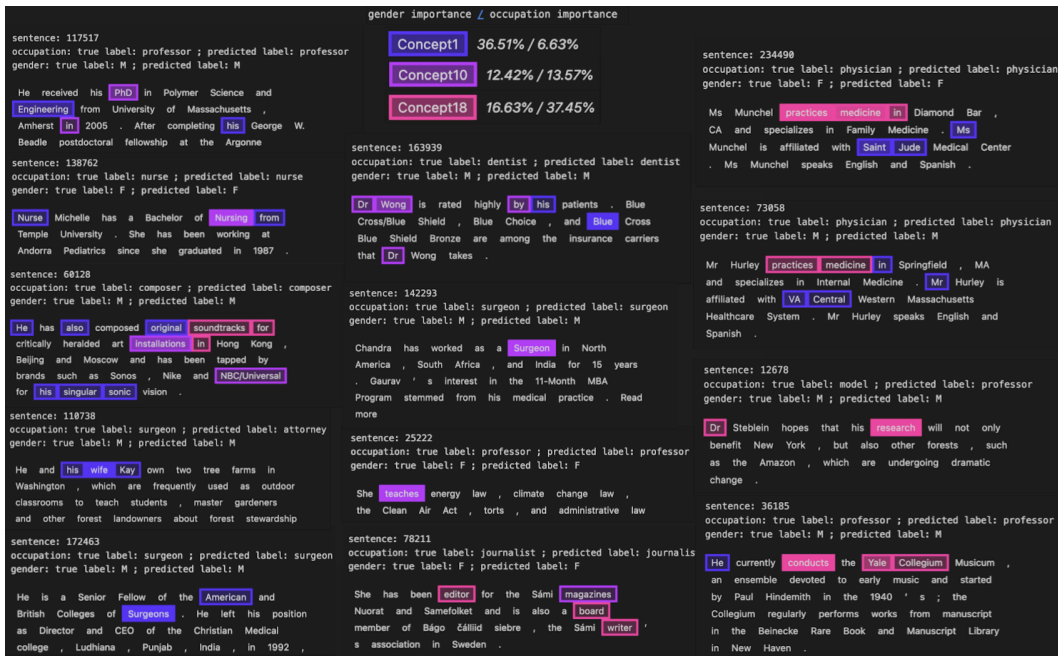 gender importance / occupation importance
Concept1 36.51% / 6.63%
Concept10 12.42% / 13.57%
Concept18 16.63% / 37.45%
sentence: 117517
occupation: true label: professor ; predicted label: professor
gender: true label: M ; predicted label: M
He received his PhD in Polymer Science and
Engineering from University of Massachusetts ,
Amherst in 2005 . After completing his George W.
Beadle postdoctoral fellowship at the Argonne
sentence: 138762
occupation: true label: nurse ; predicted label: nurse
gender: true label: F ; predicted label: F
Nurse Michelle has a Bachelor of Nursing from
Temple University . She has been working at
Andorra Pediatrics since she graduated in 1987 .
sentence: 60128
occupation: true label: composer ; predicted label: composer
gender: true label: M ; predicted label: M
He has also composed original soundtracks for
critically heralded art installations in Hong Kong ,
Beijing and Moscow and has been tapped by
brands such as Sonos , Nike and NBC/Universal
for his singular sonic vision .
sentence: 110738
occupation: true label: surgeon ; predicted label: attorney
gender: true label: M ; predicted label: M
He and his wife Kay own two tree farms in
Washington , which are frequently used as outdoor
classrooms to teach students , master gardeners
and other forest landowners about forest stewardship
sentence: 172463
occupation: true label: surgeon ; predicted label: surgeon
gender: true label: M ; predicted label: M
He is a Senior Fellow of the American and
British Colleges of Surgeons . He left his position
as Director and CEO of the Christian Medical
college , Ludhiana , Punjab , India , in 1992 ,
sentence: 163939
occupation: true label: dentist ; predicted label: dentist
gender: true label: M ; predicted label: M
Dr Wong is rated highly by his patients . Blue
Cross/Blue Shield , Blue Choice , and Blue Cross
Blue Shield Bronze are among the insurance carriers
that Dr Wong takes .
sentence: 142293
occupation: true label: surgeon ; predicted label: surgeon
gender: true label: M ; predicted label: M
Chandra has worked as a Surgeon in North
America , South Africa , and India for 15 years
. Gaurav ' s interest in the 11-Month MBA
Program stemmed from his medical practice . Read
more
sentence: 25222
occupation: true label: professor ; predicted label: professor
gender: true label: F ; predicted label: F
She teaches energy law , climate change law ,
the Clean Air Act , torts , and administrative law
sentence: 78211
occupation: true label: journalist ; predicted label: journalis
gender: true label: F ; predicted label: F
She has been editor for the Sámi magazines
Nuorat and Samefolket and is also a board
member of Bágo čálliid siebre , the Sámi writer '
s association in Sweden .
sentence: 234490
occupation: true label: physician ; predicted label: physician
gender: true label: F ; predicted label: F
Ms Munchel practices medicine in Diamond Bar ,
CA and specializes in Family Medicine . Ms
Munchel is affiliated with Saint Jude Medical Center
. Ms Munchel speaks English and Spanish .
sentence: 73058
occupation: true label: physician ; predicted label: physician
gender: true label: M ; predicted label: M
Mr Hurley practices medicine in Springfield , MA
and specializes in Internal Medicine . Mr Hurley is
affiliated with VA Central Western Massachusetts
Healthcare System . Mr Hurley speaks English and
Spanish .
sentence: 12678
occupation: true label: model ; predicted label: professor
gender: true label: M ; predicted label: M
Dr Steblein hopes that his research will not only
benefit New York , but also other forests , such
as the Amazon , which are undergoing dramatic
change .
sentence: 36185
occupation: true label: professor ; predicted label: professor
gender: true label: M ; predicted label: M
He currently conducts the Yale Collegium Musicum ,
an ensemble devoted to early music and started
by Paul Hindemith in the 1940 ' s ; the
Collegium regularly performs works from manuscript
in the Beinecke Rare Book and Manuscript Library
in New Haven .